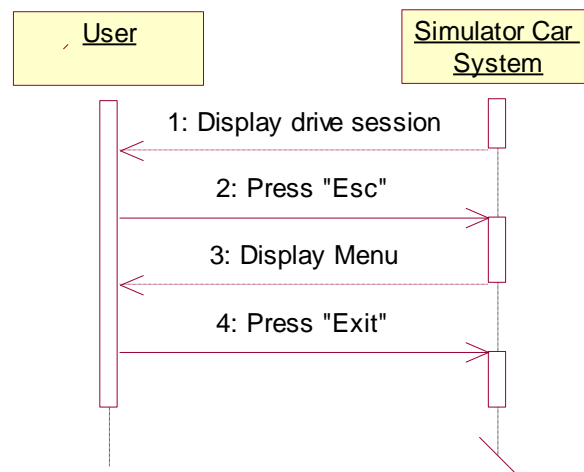 User
Simulator Car
System
1: Display drive session
2: Press "Esc"
3: Display Menu
4: Press "Exit"